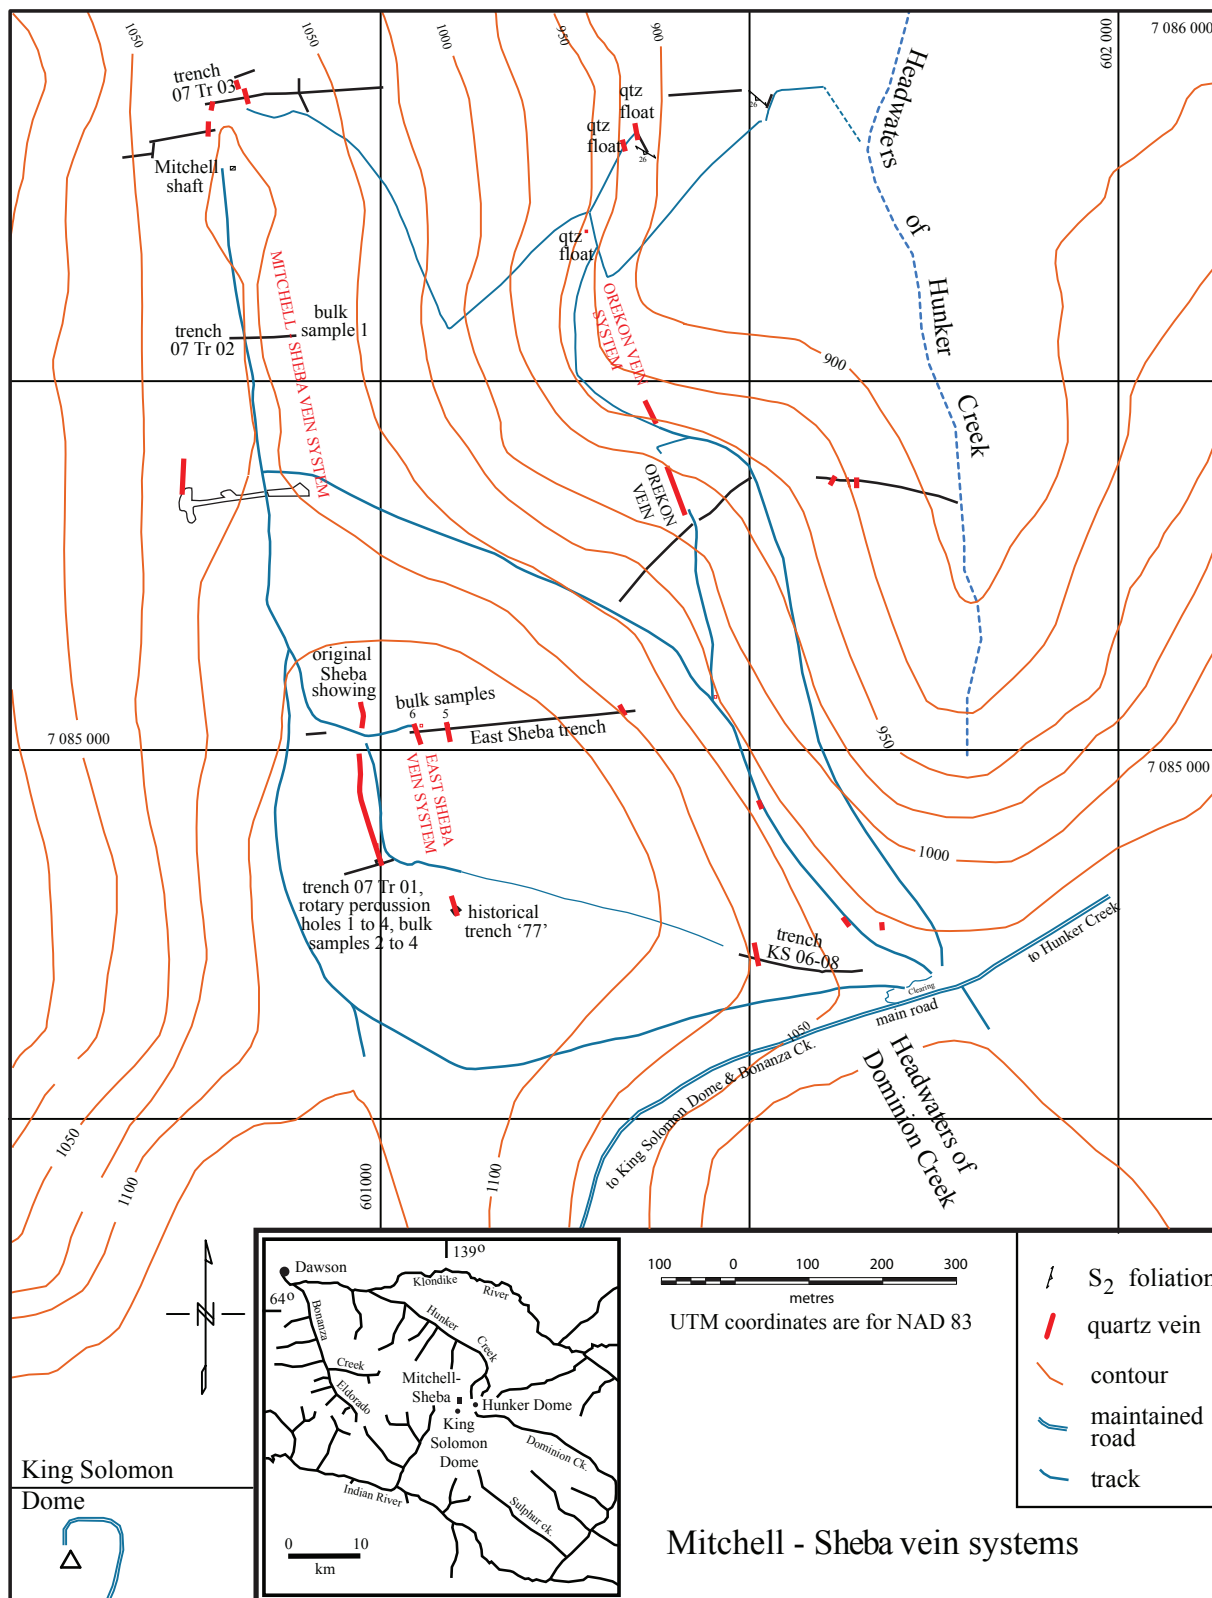 1050
1050
1000
950
900
602 000
7 086 000
trench
07 Tr 03
Mitchell
shaft
qtz
float
qtz
float
26
26
qtz
float
Headwaters
of
Hunker
Creek
MITCHELL - SHEBA VEIN SYSTEM
trench
07 Tr 02
bulk
sample 1
OREKON VEIN
SYSTEM
900
OREKON
VEIN
original
Sheba
showing
bulk samples
6
5
East Sheba trench
7 085 000
7 085 000
950
EAST SHEBA
VEIN SYSTEM
1000
trench 07 Tr 01,
rotary percussion
holes 1 to 4, bulk
samples 2 to 4
historical
trench ‘77’
trench
KS 06-08
to Hunker Creek
Clearing
main road
1050
to King Solomon Dome & Bonanza Ck.
Headwaters of
Dominion Creek
1050
1100
601000
1100
N
139o
Dawson
64o
Klondike
River
Bonanza
Hunker
Creek
Creek
Eldorado
Mitchell-
Sheba
Hunker Dome
King
Solomon
Dome
Dominion Ck.
Indian River
Sulphur ck.
0 10
km
100 0 100 200 300
metres
UTM coordinates are for NAD 83
S2 foliation
quartz vein
contour
maintained
road
track
King Solomon
Dome
Mitchell - Sheba vein systems